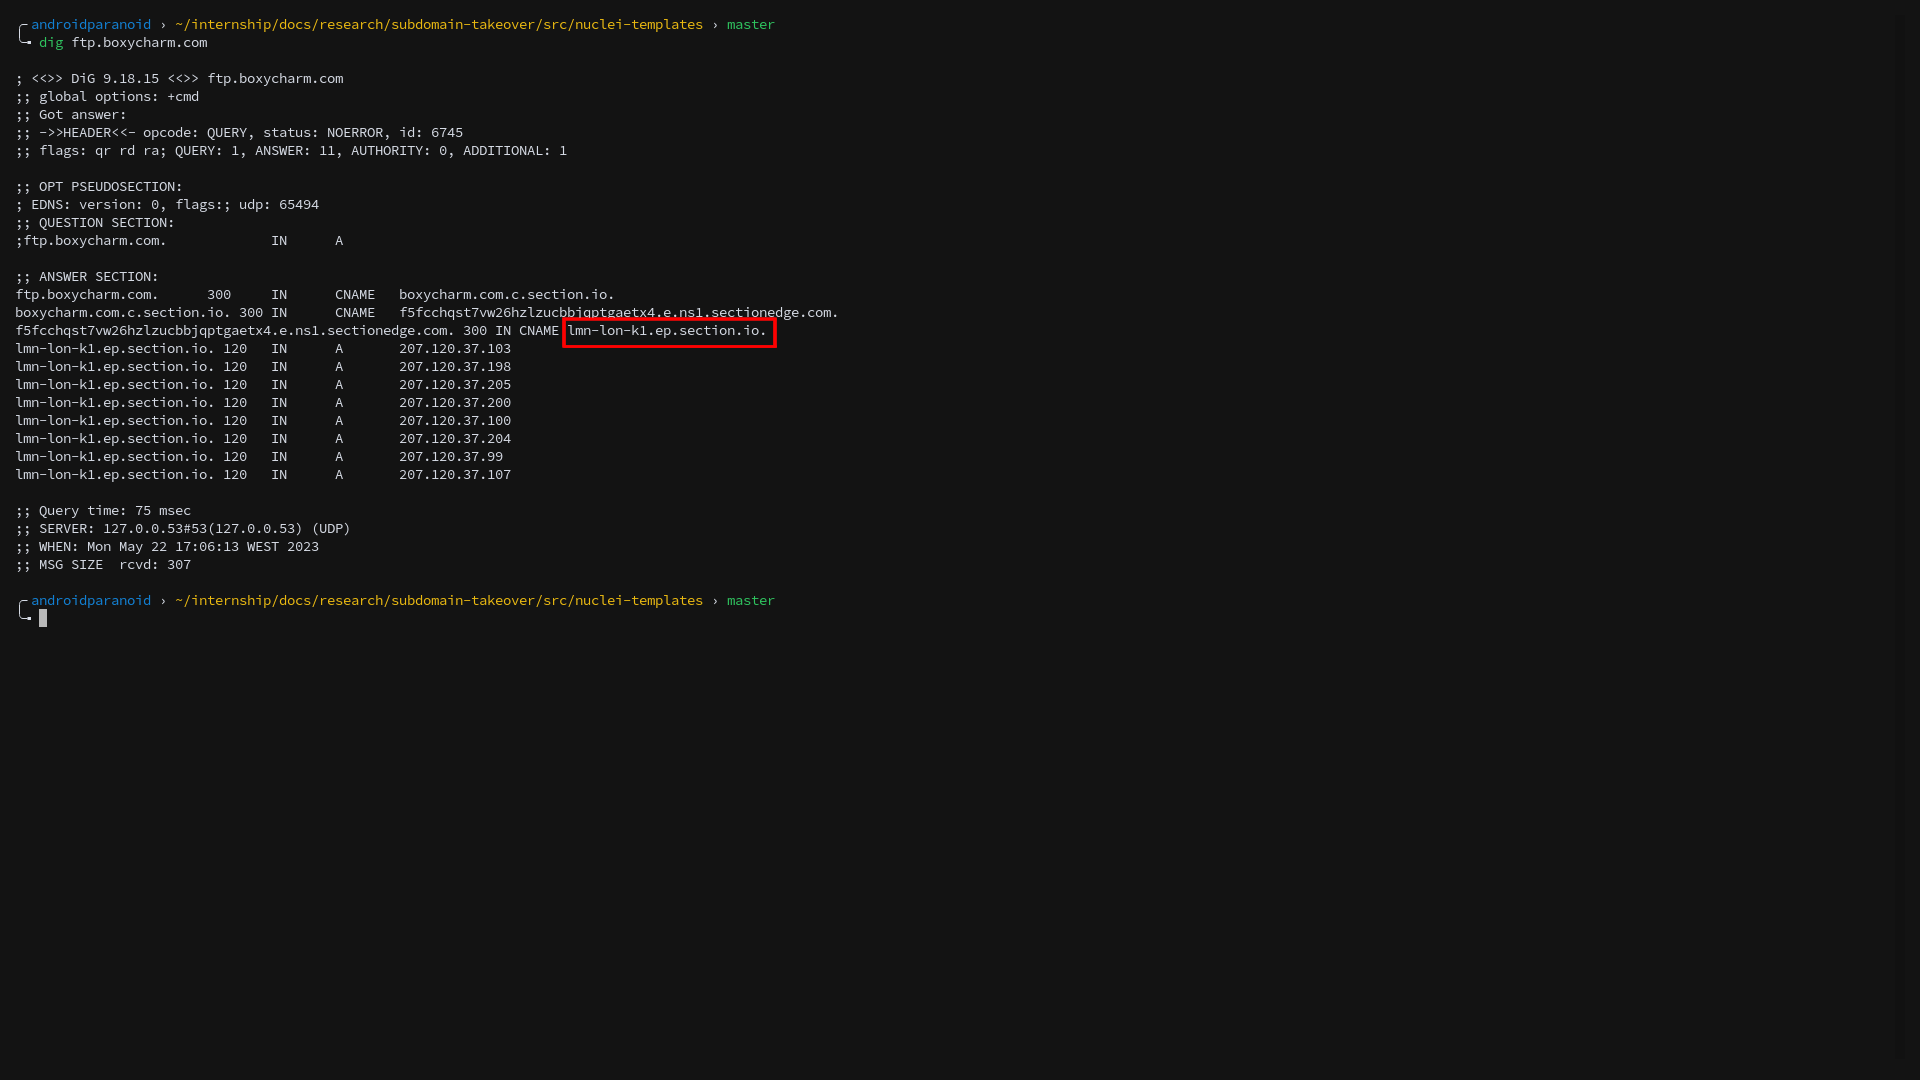 androidparanoid › ~/internship/docs/research/subdomain-takeover/src/nuclei-templates › master
dig ftp.boxycharm.com
; <<>> DiG 9.18.15 <<>> ftp.boxycharm.com
;; global options: +cmd
;; Got answer:
;; ->>HEADER<<- opcode: QUERY, status: NOERROR, id: 6745
;; flags: qr rd ra; QUERY: 1, ANSWER: 11, AUTHORITY: 0, ADDITIONAL: 1
;; OPT PSEUDOSECTION:
; EDNS: version: 0, flags:; udp: 65494
;; QUESTION SECTION:
;ftp.boxycharm.com. IN A
;; ANSWER SECTION:
ftp.boxycharm.com. 300 IN CNAME boxycharm.com.c.section.io.
boxycharm.com.c.section.io. 300 IN CNAME f5fcchqst7vw26hzlzucbbjqptgaetx4.e.ns1.sectionedge.com.
f5fcchqst7vw26hzlzucbbjqptgaetx4.e.ns1.sectionedge.com. 300 IN CNAME lmn-lon-k1.ep.section.io.
lmn-lon-k1.ep.section.io. 120 IN A 207.120.37.103
lmn-lon-k1.ep.section.io. 120 IN A 207.120.37.198
lmn-lon-k1.ep.section.io. 120 IN A 207.120.37.205
lmn-lon-k1.ep.section.io. 120 IN A 207.120.37.200
lmn-lon-k1.ep.section.io. 120 IN A 207.120.37.100
lmn-lon-k1.ep.section.io. 120 IN A 207.120.37.204
lmn-lon-k1.ep.section.io. 120 IN A 207.120.37.99
lmn-lon-k1.ep.section.io. 120 IN A 207.120.37.107
;; Query time: 75 msec
;; SERVER: 127.0.0.53#53(127.0.0.53) (UDP)
;; WHEN: Mon May 22 17:06:13 WEST 2023
;; MSG SIZE rcvd: 307
androidparanoid › ~/internship/docs/research/subdomain-takeover/src/nuclei-templates › master